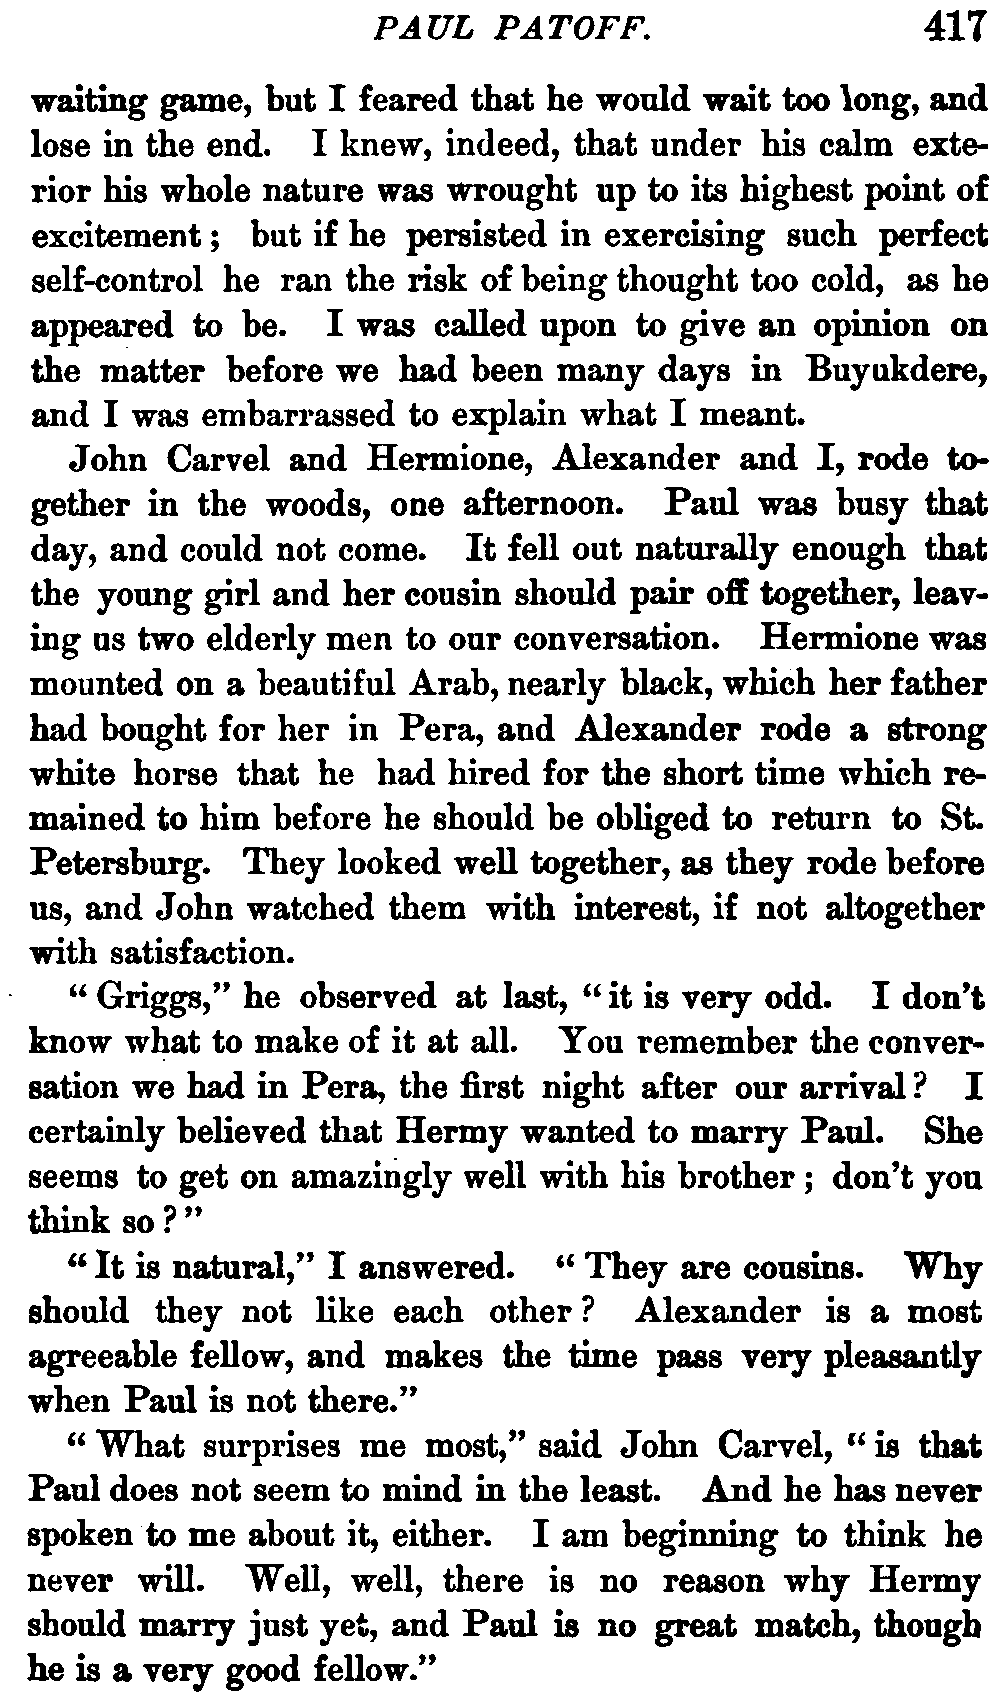 PAUL PATOFF. 417
waiting game, but I feared that he would wait too long, and
lose in the end. I knew, indeed, that under his calm exte-
rior his whole nature was wrought up to its highest point of
excitement; but if he persisted in exercising such perfect
self-control he ran the risk of being thought too cold, as he
appeared to be. I was called upon to give an opinion on
the matter before we had been many days in Buyukdere,
and I was embarrassed to explain what I meant.
John Carvel and Hermione, Alexander and I, rode to-
gether in the woods, one afternoon. Paul was busy that
day, and could not come. It fell out naturally enough that
the young girl and her cousin should pair off together, leav-
ing us two elderly men to our conversation. Hermione was
mounted on a beautiful Arab, nearly black, which her father
had bought for her in Pera, and Alexander rode a strong
white horse that he had hired for the short time which re-
mained to him before he should be obliged to return to St.
Petersburg. They looked well together, as they rode before
us, and John watched them with interest, if not altogether
with satisfaction.
"Griggs," he observed at last, "it is very odd. I don't
know what to make of it at all. You remember the conver-
sation we had in Pera, the first night after our arrival? I
certainly believed that Hermy wanted to marry Paul. She
seems to get on amazingly well with his brother; don't you
think so?"
"It is natural," I answered. "They are cousins. Why
should they not like each other? Alexander is a most
agreeable fellow, and makes the time pass very pleasantly
when Paul is not there."
"What surprises me most," said John Carvel, "is that
Paul does not seem to mind in the least. And he has never
spoken to me about it, either. I am beginning to think he
never will. Well, well, there is no reason why Hermy
should marry just yet, and Paul is no great match, though
he is a very good fellow."